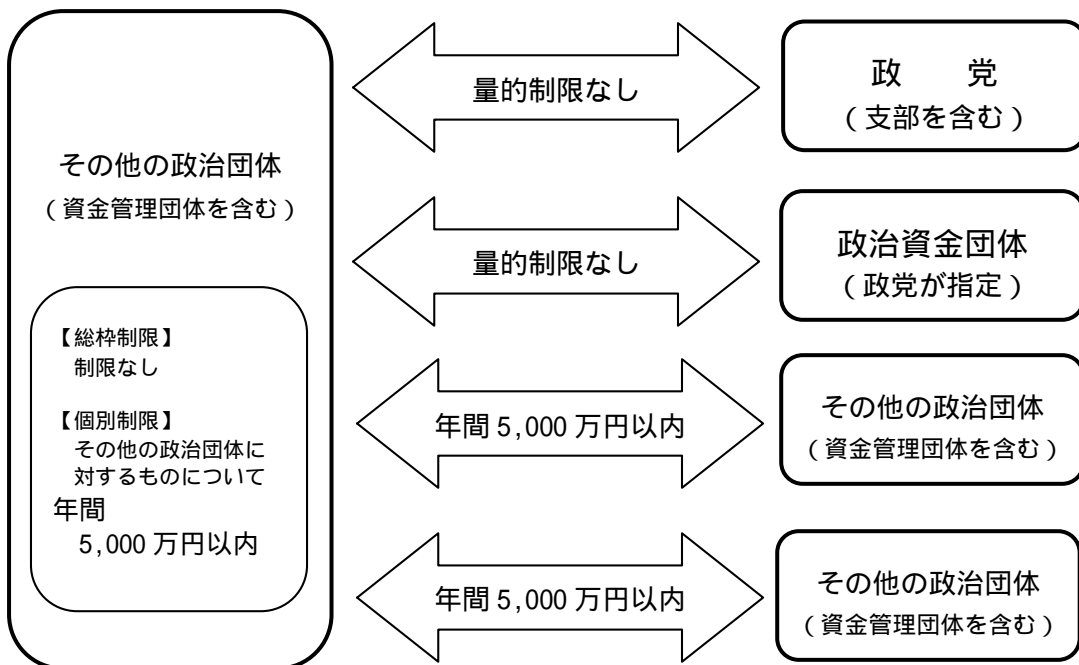 その他の政治団体
（資金管理団体を含む）
【総枠制限】
制限なし
【個別制限】
その他の政治団体に
対するものについて
年間
5,000 万円以内
量的制限なし
政　　党
（支部を含む）
量的制限なし
政治資金団体
（政党が指定）
年間 5,000 万円以内
その他の政治団体
（資金管理団体を含む）
年間 5,000 万円以内
その他の政治団体
（資金管理団体を含む）